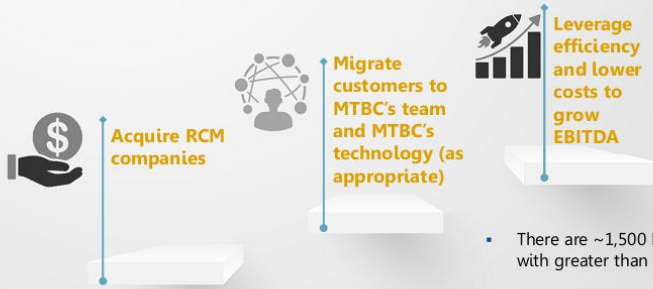 $
Acquire RCM
companies
Migrate
customers to
MTBC’s team
and MTBC’s
technology (as
appropriate)
Leverage
efficiency
and lower
costs to
grow
EBITDA
▪ There are ~1,500
with greater than